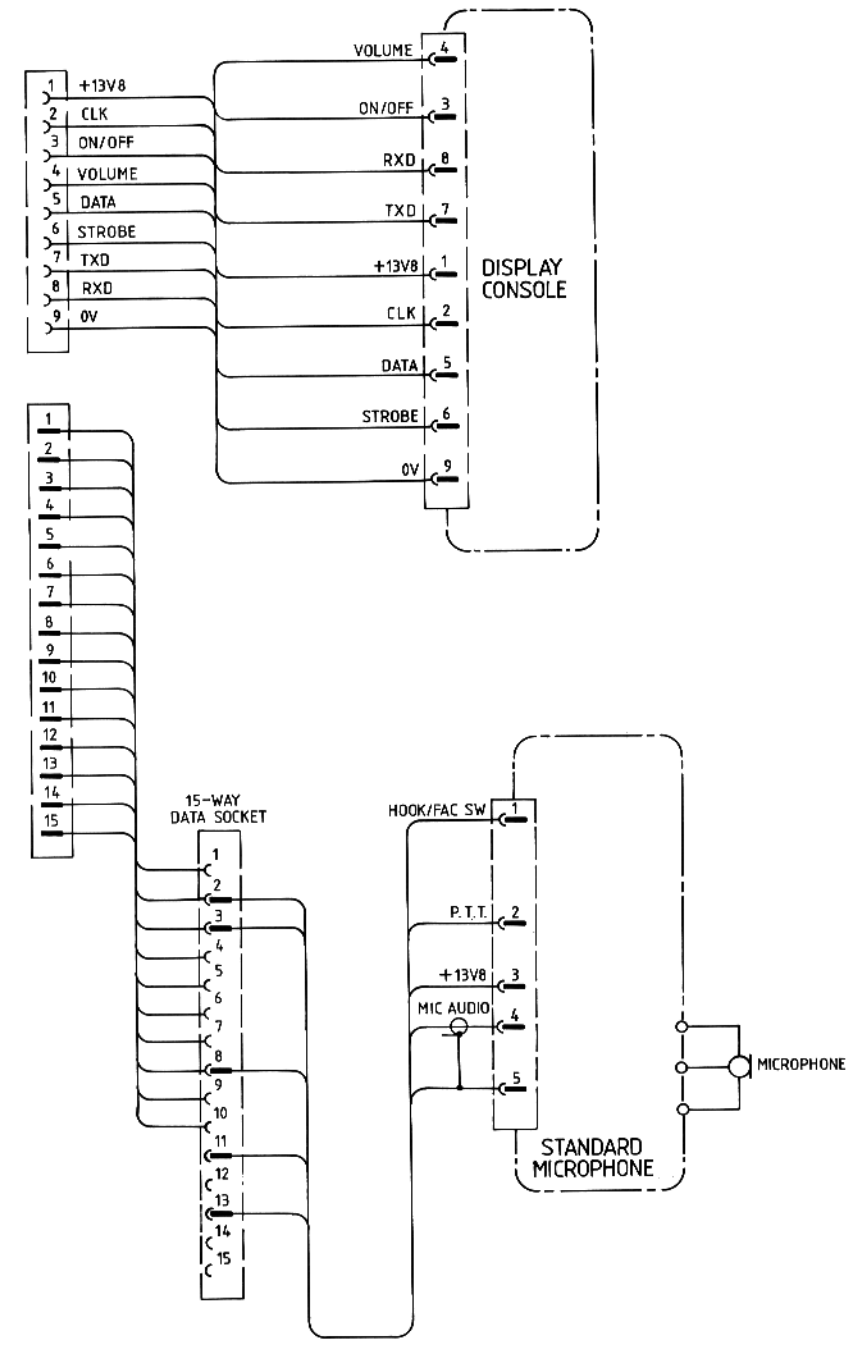 1 +13V8
2 CLK
3 ON/OFF
4 VOLUME
5 DATA
6 STROBE
7 TXD
8 RXD
9 0V
VOLUME 4
ON/OFF 3
RXD 8
TXD 7
+13V8 1
CLK 2
DATA 5
STROBE 6
0V 9
DISPLAY
CONSOLE
1
2
3
4
5
6
7
8
9
10
11
12
13
14
15
15-WAY
DATA SOCKET
1
2
3
4
5
6
7
8
9
10
11
12
13
14
15
HOOK/FAC SW 1
P.T.T. 2
+13V8 3
MIC AUDIO 4
5
MICROPHONE
STANDARD
MICROPHONE